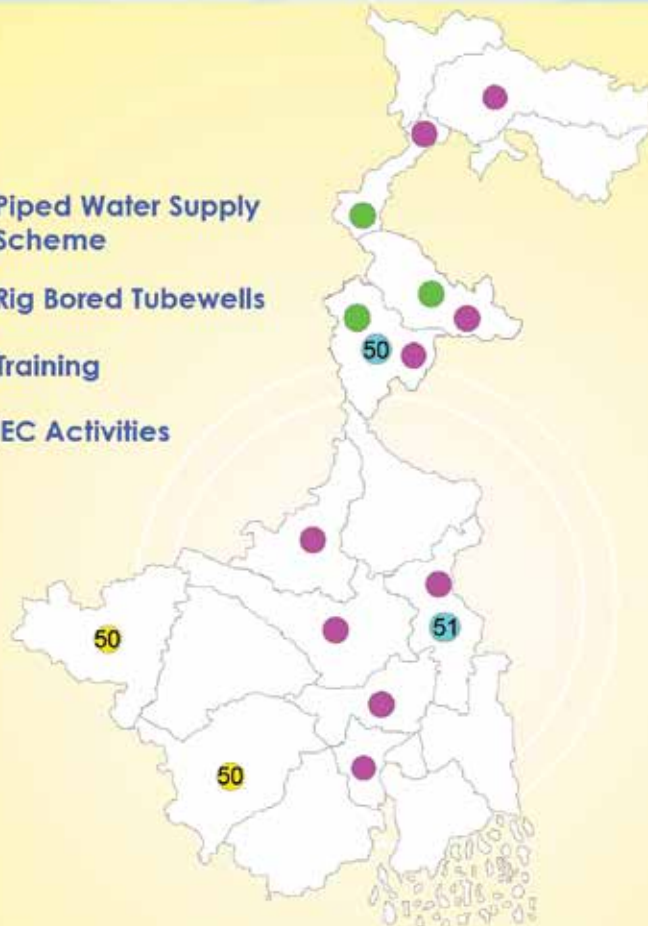 Piped Water Supply
Scheme
Rig Bored Tubewells
Training
EC Activities
50
51
50
50